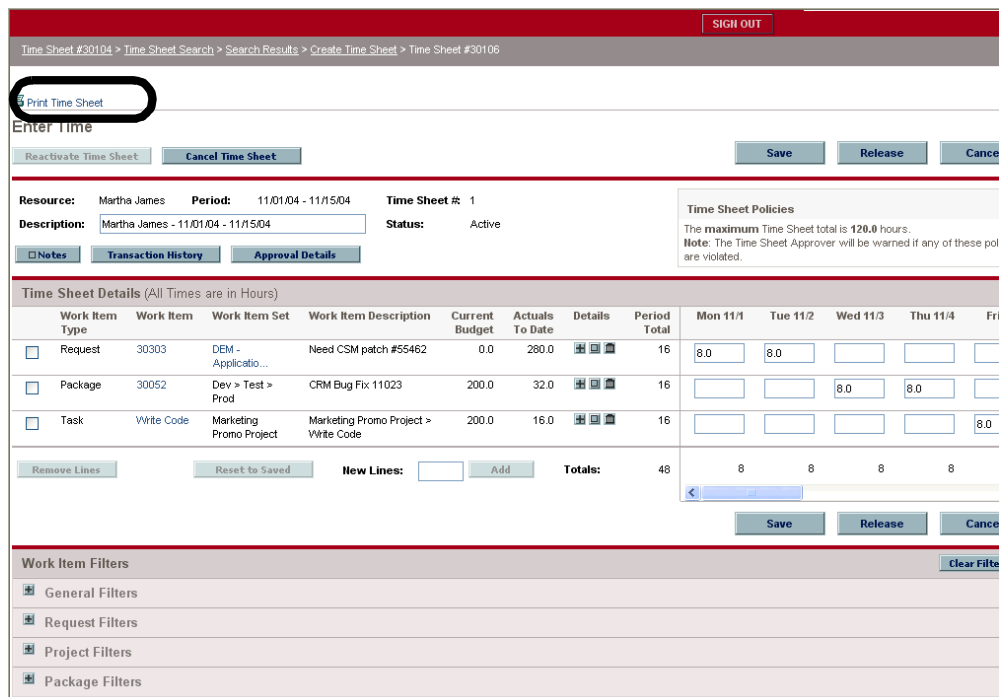 SIGN OUT
Time Sheet #30104 > Time Sheet Search > Search Results > Create Time Sheet > Time Sheet #30106
Print Time Sheet
Enter Time
Reactivate Time Sheet Cancel Time Sheet Save Release Cance
Resource: Martha James Period: 11/01/04 - 11/15/04 Time Sheet #: 1
Description: Martha James - 11/01/04 - 11/15/04 Status: Active
Notes Transaction History Approval Details
Time Sheet Policies
The maximum Time Sheet total is 120.0 hours.
Note: The Time Sheet Approver will be warned if any of these pol
are violated.
Time Sheet Details (All Times are in Hours)
Work Item Work Item Work Item Set Work Item Description Current Actuals Details Period Mon 11/1 Tue 11/2 Wed 11/3 Thu 11/4 Fri
Type Budget To Date Total
Request 30303 DEM - Need CSM patch #55462 0.0 280.0 16 8.0 8.0
Applicatio...
Package 30052 Dev > Test > CRM Bug Fix 11023 200.0 32.0 16 8.0 8.0
Prod
Task Write Code Marketing Marketing Promo Project > 200.0 16.0 16 8.0
Promo Project Write Code
Remove Lines Reset to Saved New Lines: Add Totals: 48 8 8 8 8
Save Release Cance
Work Item Filters Clear Filte
General Filters
Request Filters
Project Filters
Package Filters